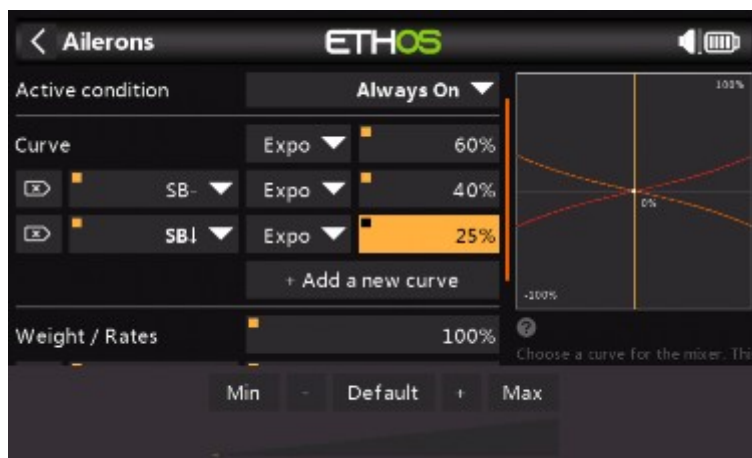 Ailerons ETHOS
Active condition Always On
100%
Curve Expo 60%
SB- Expo 40%
0%
SB↓ Expo 25%
+ Add a new curve
-100%
Weight / Rates 100%
Choose a curve for the mixer. Thi
Min - Default + Max